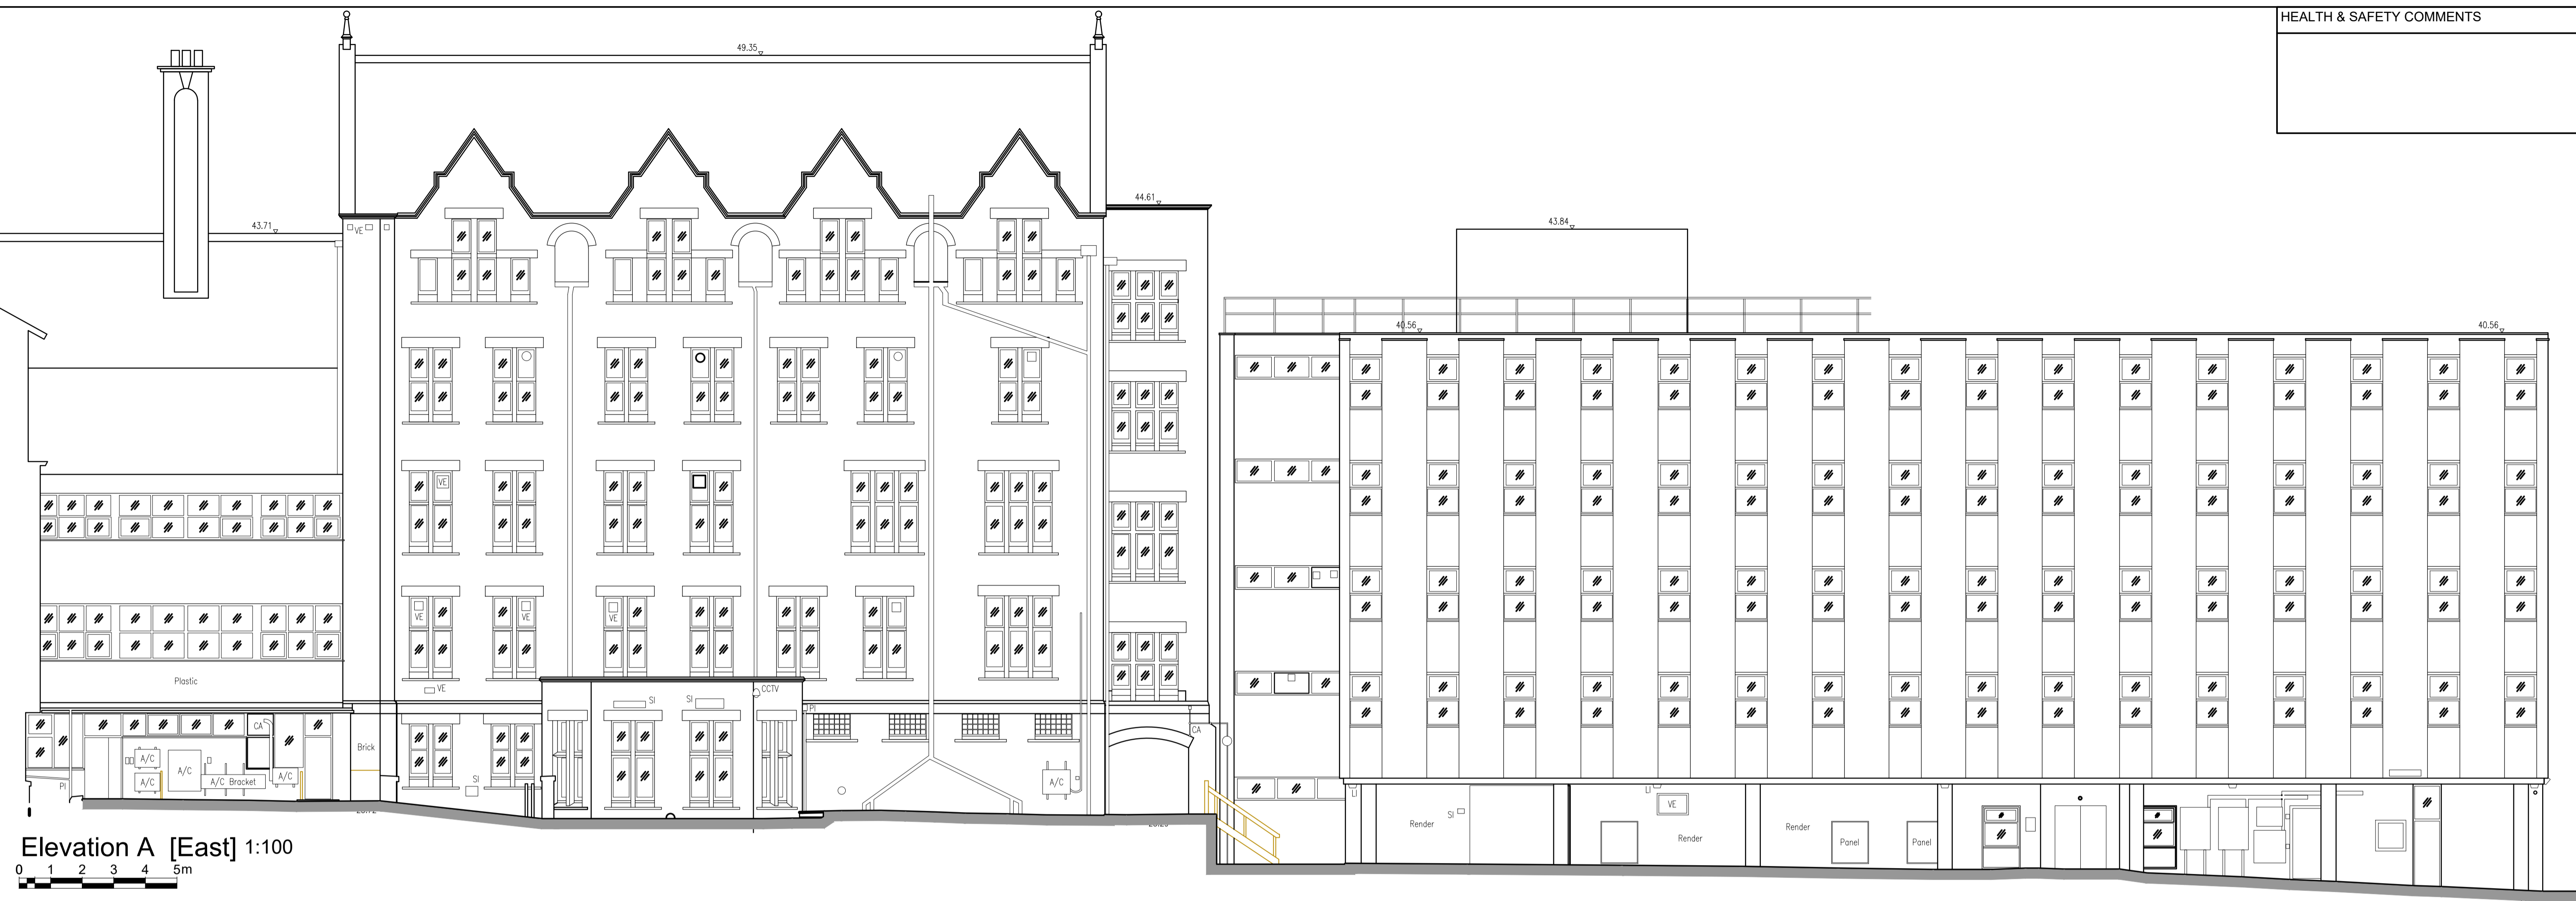 HEALTH & SAFETY COMMENTS
49.35
44.61
43.71
VE
43.84
40.56
40.56
VE
VE
VE
VE
Plastic
VE
SI
SI
CCTV
PI
CA
CA
Brick
A/C
A/C
A/C
A/C Bracket
A/C
PI
SI
A/C
LI
LI
VE
SI
Render
Render
Render
Panel
Panel
Elevation A [East] 1:100
0 1 2 3 4 5m